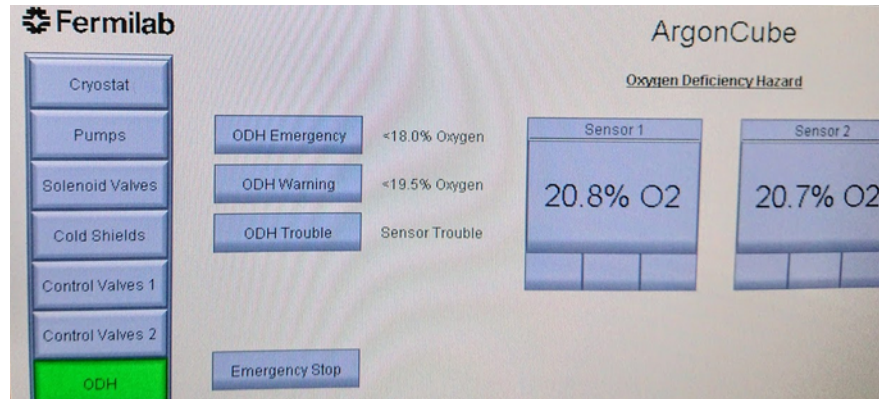 Fermilab
ArgonCube
Oxygen Deficiency Hazard
Cryostat
Pumps
Solenoid Valves
Cold Shields
Control Valves 1
Control Valves 2
ODH
ODH Emergency <18.0% Oxygen
ODH Warning <19.5% Oxygen
ODH Trouble Sensor Trouble
Emergency Stop
Sensor 1
20.8% O2
Sensor 2
20.7% O2